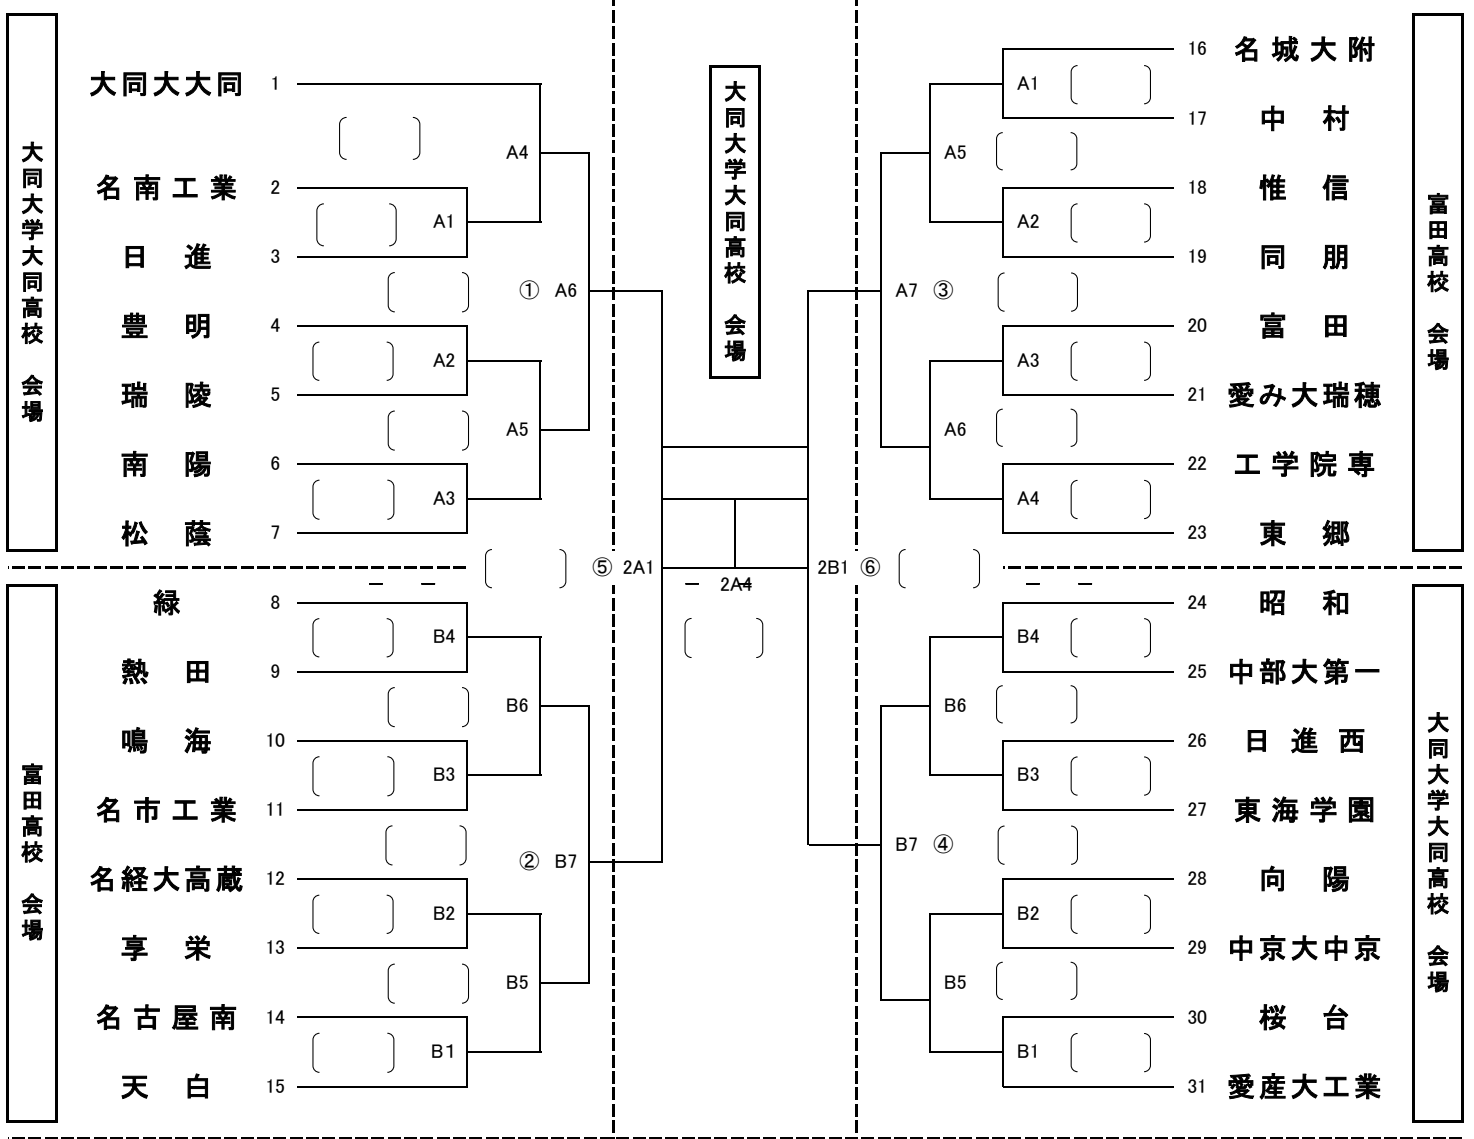 大同大学大同高校　会場
大同大大同 1
名南工業 2
日進 3
豊明 4
瑞陵 5
南陽 6
松蔭 7
A4
A1
① A6
A2
A5
A3
富田高校　会場
緑 8
熱田 9
鳴海 10
名市工業 11
名経大高蔵 12
享栄 13
名古屋南 14
天白 15
B4
B6
B3
② B7
B2
B5
B1
大同大学大同高校　会場
⑤ 2A1
2A4
2B1 ⑥
富田高校　会場
16 名城大附
17 中村
18 惟信
19 同朋
20 富田
21 愛み大瑞穂
22 工学院専
23 東郷
A1
A5
A2
A7 ③
A3
A6
A4
大同大学大同高校　会場
24 昭和
25 中部大第一
26 日進西
27 東海学園
28 向陽
29 中京大中京
30 桜台
31 愛産大工業
B4
B6
B3
B7 ④
B2
B5
B1